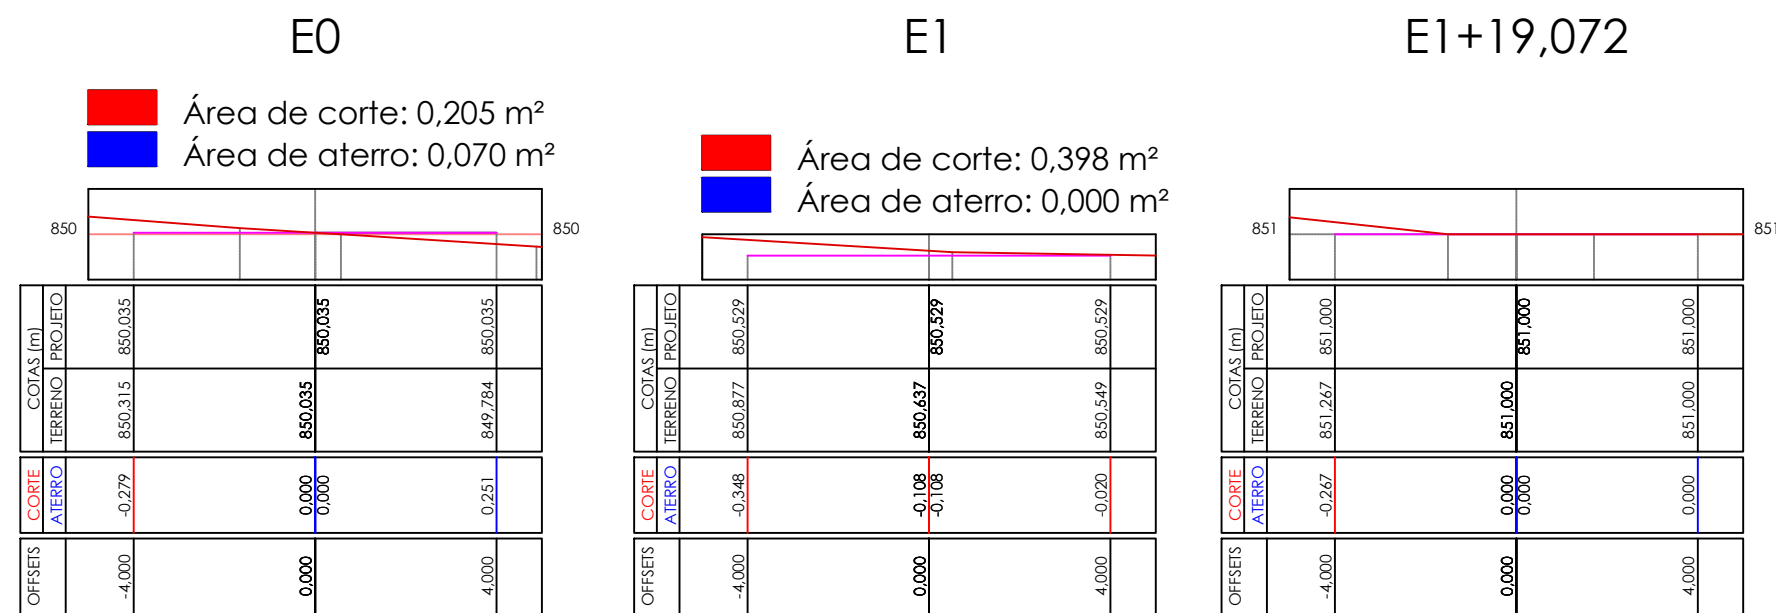 E0
Área de corte: 0,205 m²
Área de aterro: 0,070 m²
850
850
COTAS (m)
PROJETO
850,035
850,035
850,035
TERRENO
850,315
850,035
849,784
CORTE
ATERRO
-0,279
0,000
0,000
0,251
OFFSETS
-4,000
0,000
4,000
E1
Área de corte: 0,398 m²
Área de aterro: 0,000 m²
COTAS (m)
PROJETO
850,529
850,529
850,529
TERRENO
850,877
850,637
850,549
CORTE
ATERRO
-0,348
-0,108
-0,108
-0,020
OFFSETS
-4,000
0,000
4,000
E1+19,072
851
851
COTAS (m)
PROJETO
851,000
851,000
851,000
TERRENO
851,267
851,000
851,000
CORTE
ATERRO
-0,267
0,000
0,000
0,000
OFFSETS
-4,000
0,000
4,000